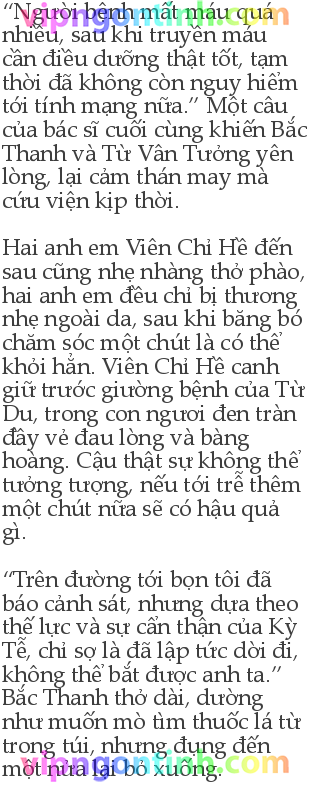 “Người bệnh mất máu quá
nhiều, sau khi truyền máu
cần điều dưỡng thật tốt, tạm
thời đã không còn nguy hiểm
tới tính mạng nữa.” Một câu
của bác sĩ cuối cùng khiến Bắc
Thanh và Từ Vân Tưởng yên
lòng, lại cảm thán may mà
cứu viện kịp thời.
Hai anh em Viên Chỉ Hề đến
sau cũng nhẹ nhàng thở phào,
hai anh em đều chỉ bị thương
nhẹ ngoài da, sau khi băng bó
chăm sóc một chút là có thể
khỏi hẳn. Viên Chỉ Hề canh
giữ trước giường bệnh của Từ
Du, trong con ngươi đen tràn
đầy vẻ đau lòng và bàng
hoàng. Cậu thật sự không thể
tưởng tượng, nếu tới trễ thêm
một chút nữa sẽ có hậu quả
gì.
“Trên đường tới bọn tôi đã
báo cảnh sát, nhưng dựa theo
thế lực và sự cẩn thận của Kỳ
Tễ, chỉ sợ là đã lập tức dời đi,
không thể bắt được anh ta.”
Bắc Thanh thở dài, dường
như muốn mò tìm thuốc lá từ
trong túi, nhưng đụng đến
một nửa lại bỏ xuống.
vipngontinh.com
vipngontinh.com